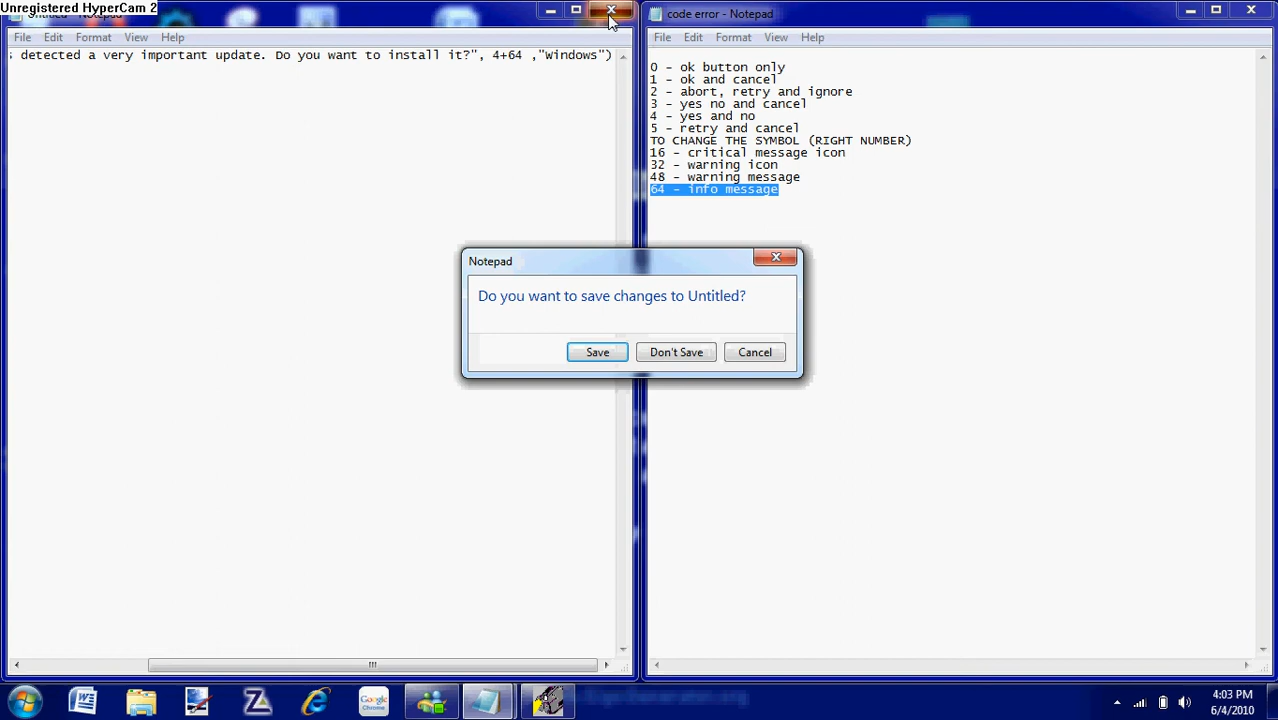 Unregistered HyperCam 2
Untitled - Notepad
File Edit Format View Help
s detected a very important update. Do you want to install it?", 4+64 ,"Windows")
code error - Notepad
File Edit Format View Help
0 - ok button only
1 - ok and cancel
2 - abort, retry and ignore
3 - yes no and cancel
4 - yes and no
5 - retry and cancel
TO CHANGE THE SYMBOL (RIGHT NUMBER)
16 - critical message icon
32 - warning icon
48 - warning message
64 - info message
Notepad
Do you want to save changes to Untitled?
Save Don't Save Cancel
Google
Chrome
4:03 PM
6/4/2010